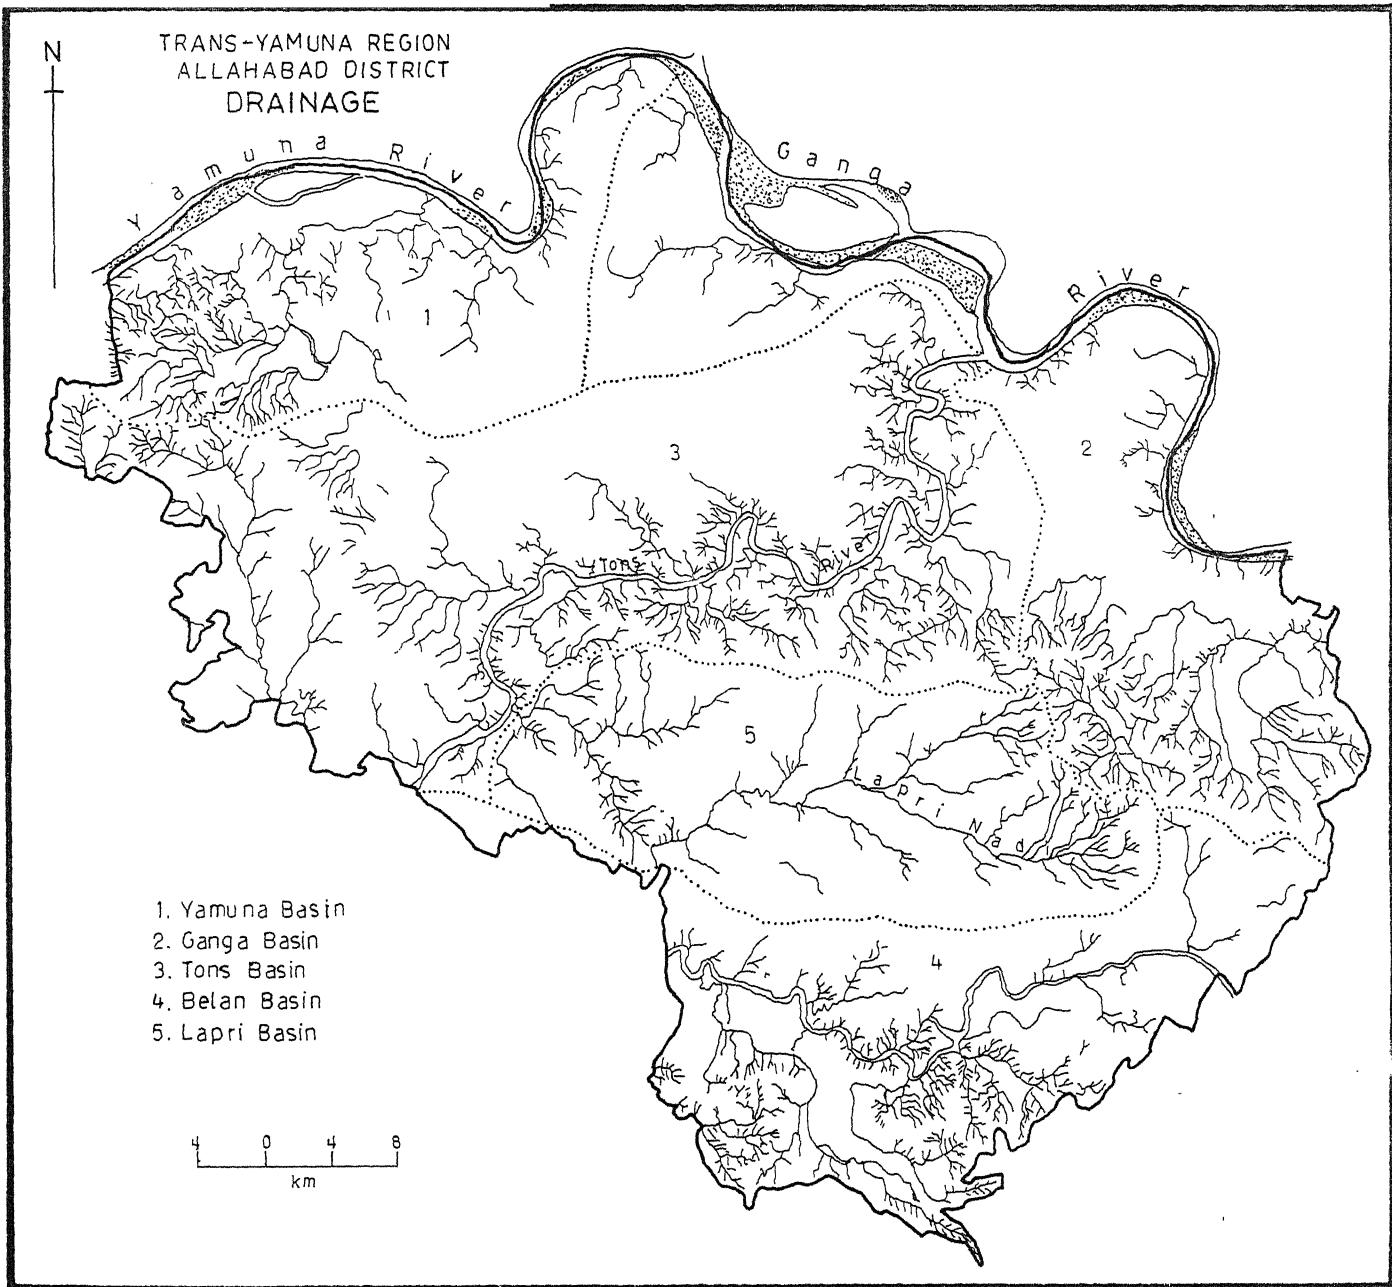 N
TRANS-YAMUNA REGION
ALLAHABAD DISTRICT
DRAINAGE
Yamuna River
Ganga
River
1
2
3
Tons
River
5
Lapri Nadi
4
1. Yamuna Basin
2. Ganga Basin
3. Tons Basin
4. Belan Basin
5. Lapri Basin
4 0 4 8
km